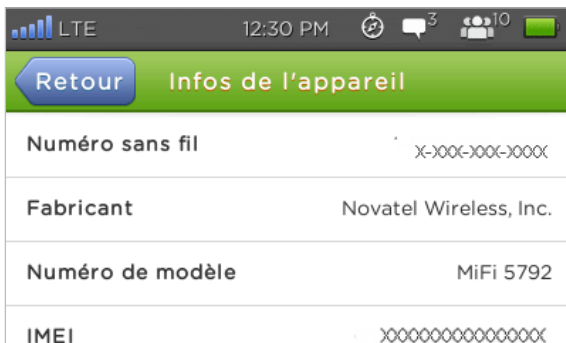 LTE 12:30 PM 3 10
Retour Infos de l'appareil
Numéro sans fil X-XXX-XXX-XXXX
Fabricant Novatel Wireless, Inc.
Numéro de modèle MiFi 5792
IMEI XXXXXXXXXXXXXXX